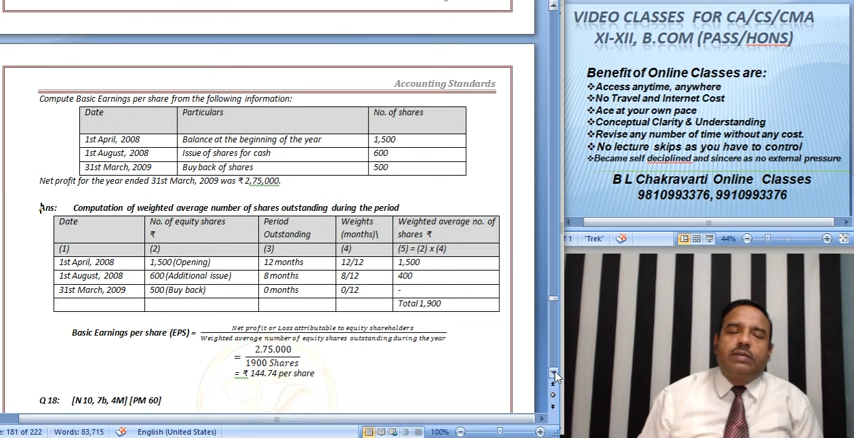 Accounting Standards
Compute Basic Earnings per share from the following information:
Date Particulars No. of shares
1st April, 2008 Balance at the beginning of the year 1,500
1st August, 2008 Issue of shares for cash 600
31st March, 2009 Buy back of shares 500
Net profit for the year ended 31st March, 2009 was ₹ 2,75,000.
Ans: Computation of weighted average number of shares outstanding during the period
Date No. of equity shares Period Weights Weighted average no. of
₹ Outstanding (months)\ shares ₹
(1) (2) (3) (4) (5) = (2) x (4)
1st April, 2008 1,500 (Opening) 12 months 12/12 1,500
1st August, 2008 600 (Additional issue) 8 months 8/12 400
31st March, 2009 500 (Buy back) 0 months 0/12 -
Total 1,900
Basic Earnings per share (EPS) = Net profit or Loss attributable to equity shareholders
Weighted average number of equity shares outstanding during the year
= 2,75,000
1900 Shares
= ₹ 144.74 per share
Q 18: [N 10, 7b, 4M] [PM 60]
e: 181 of 222 Words: 83,715 English (United States) 100%
VIDEO CLASSES FOR CA/CS/CMA
XI-XII, B.COM (PASS/HONS)
Benefit of Online Classes are:
❖Access anytime, anywhere
❖No Travel and Internet Cost
❖Ace at your own pace
❖Conceptual Clarity & Understanding
❖Revise any number of time without any cost.
❖No lecture skips as you have to control
❖Became self deciplined and sincere as no external pressure
B L Chakravarti Online Classes
9810993376, 9910993376
f 1 "Trek" 44%